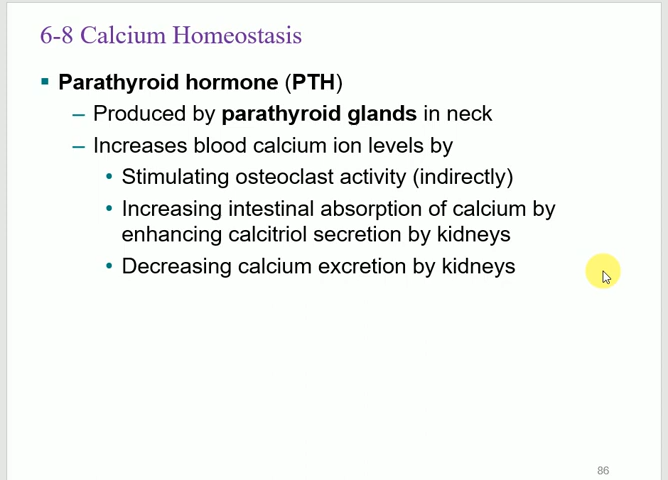 6-8 Calcium Homeostasis
▪ Parathyroid hormone (PTH)
– Produced by parathyroid glands in neck
– Increases blood calcium ion levels by
• Stimulating osteoclast activity (indirectly)
• Increasing intestinal absorption of calcium by
enhancing calcitriol secretion by kidneys
• Decreasing calcium excretion by kidneys
86